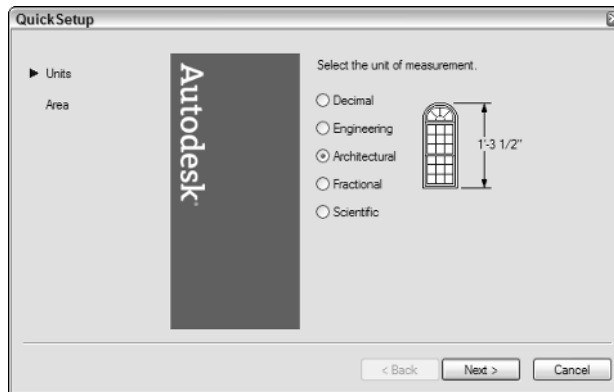 QuickSetup
Units
Area
Autodesk
Select the unit of measurement.
Decimal
Engineering
Architectural
Fractional
Scientific
1'-3 1/2"
< Back
Next >
Cancel